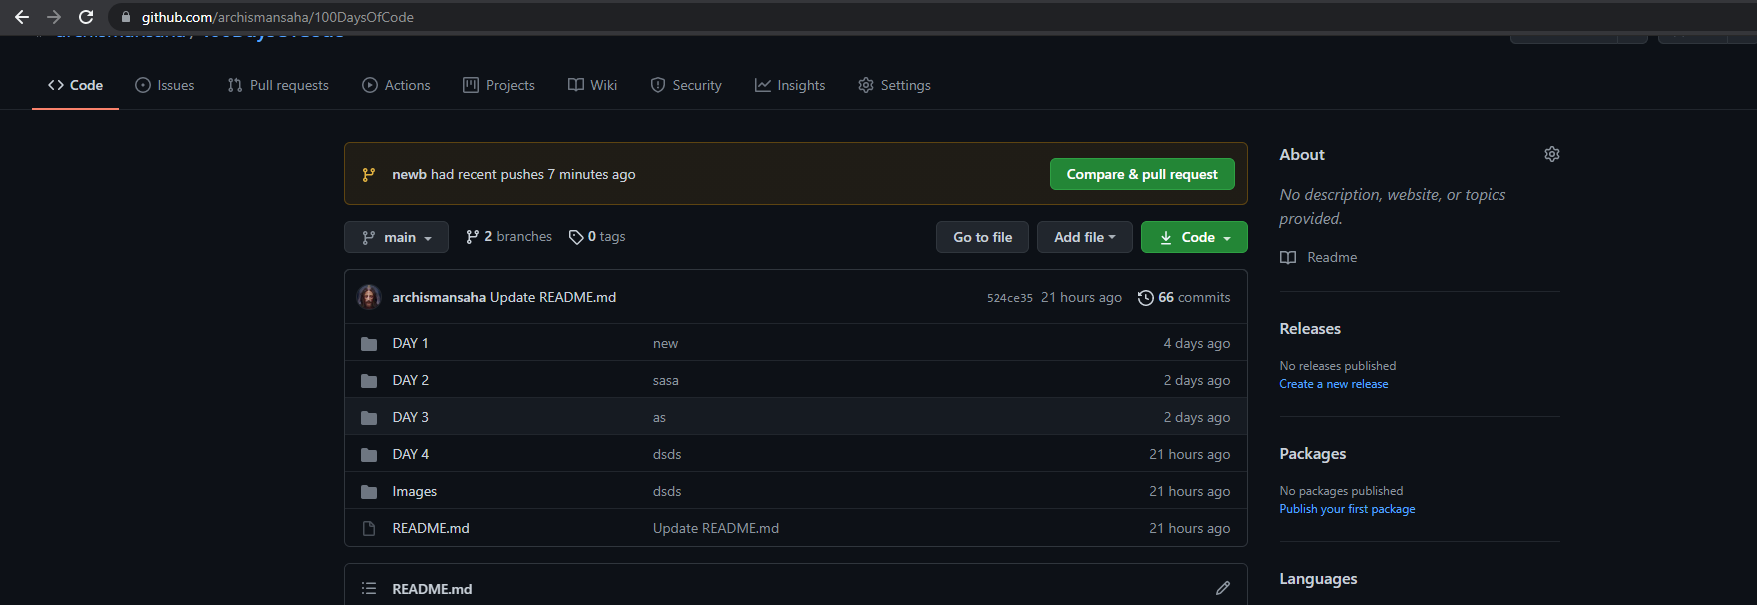 github.com/archismansaha/100DaysOfCode
archismansaha/100DaysOfCode
Code Issues Pull requests Actions Projects Wiki Security Insights Settings
newb had recent pushes 7 minutes ago Compare & pull request
main 2 branches 0 tags Go to file Add file Code
archismansaha Update README.md 524ce35 21 hours ago 66 commits
DAY 1 new 4 days ago
DAY 2 sasa 2 days ago
DAY 3 as 2 days ago
DAY 4 dsds 21 hours ago
Images dsds 21 hours ago
README.md Update README.md 21 hours ago
README.md
About
No description, website, or topics
provided.
Readme
Releases
No releases published
Create a new release
Packages
No packages published
Publish your first package
Languages